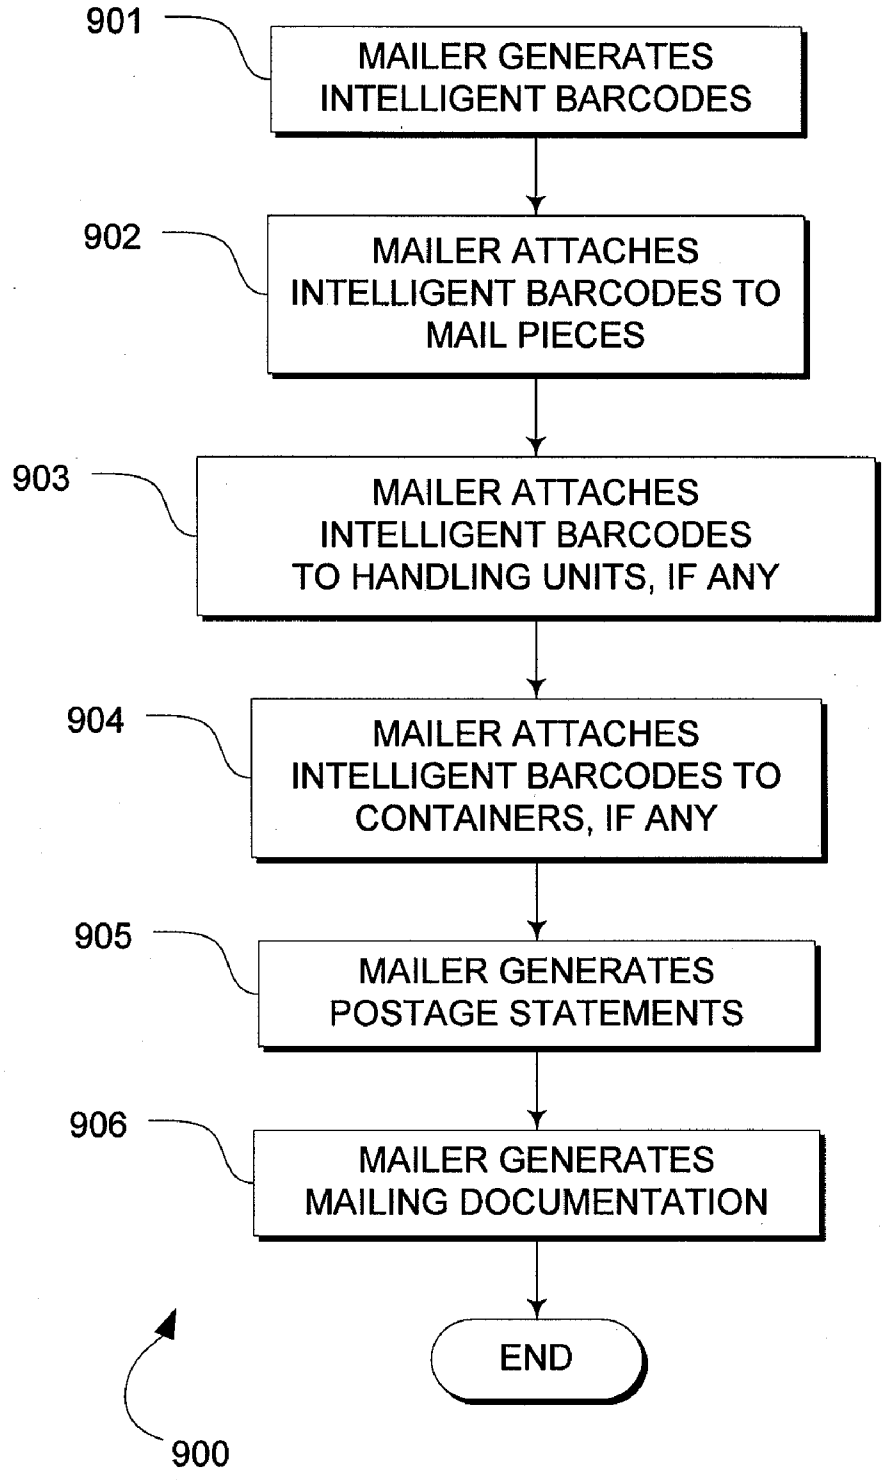 901
MAILER GENERATES
INTELLIGENT BARCODES
902
MAILER ATTACHES
INTELLIGENT BARCODES TO
MAIL PIECES
903
MAILER ATTACHES
INTELLIGENT BARCODES
TO HANDLING UNITS, IF ANY
904
MAILER ATTACHES
INTELLIGENT BARCODES TO
CONTAINERS, IF ANY
905
MAILER GENERATES
POSTAGE STATEMENTS
906
MAILER GENERATES
MAILING DOCUMENTATION
END
900